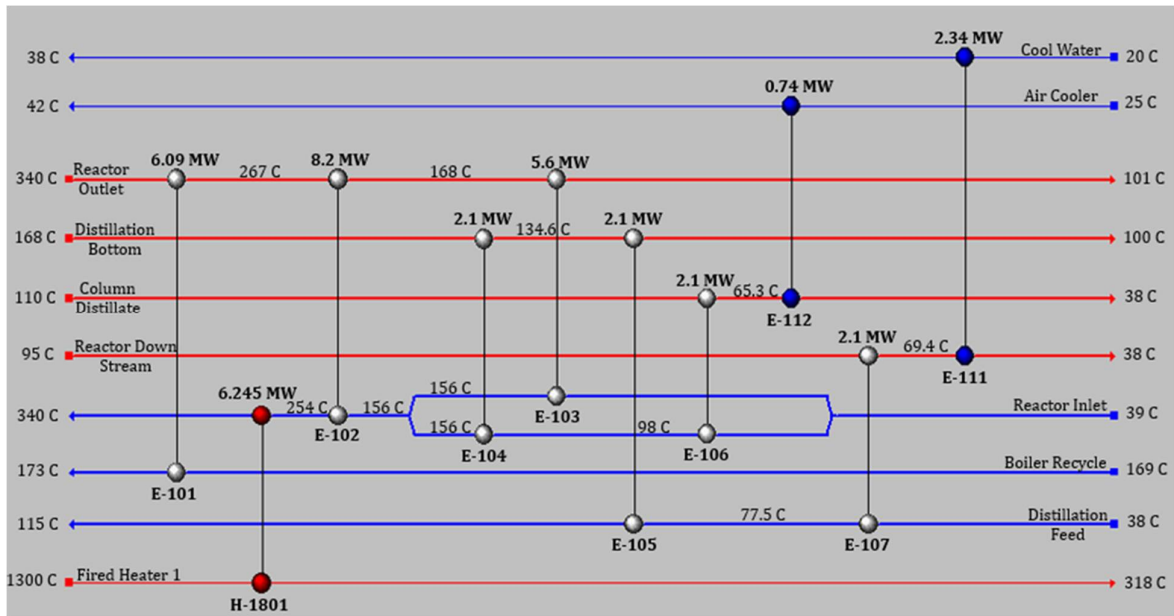 2.34 MW
38 C Cool Water 20 C
0.74 MW
42 C Air Cooler 25 C
6.09 MW 8.2 MW 5.6 MW
340 C Reactor 267 C 168 C 101 C
Outlet
2.1 MW 2.1 MW
168 C Distillation 134.6 C 100 C
Bottom
2.1 MW
110 C Column 65.3 C 38 C
Distillate
E-112
2.1 MW
95 C Reactor Down 69.4 C 38 C
Stream
E-111
6.245 MW
156 C
340 C 254 C 156 C E-103 Reactor Inlet 39 C
E-102 156 C 98 C
E-104 E-106
173 C Boiler Recycle 169 C
E-101
115 C 77.5 C Distillation 38 C
Feed
E-105 E-107
1300 C Fired Heater 1 318 C
H-1801